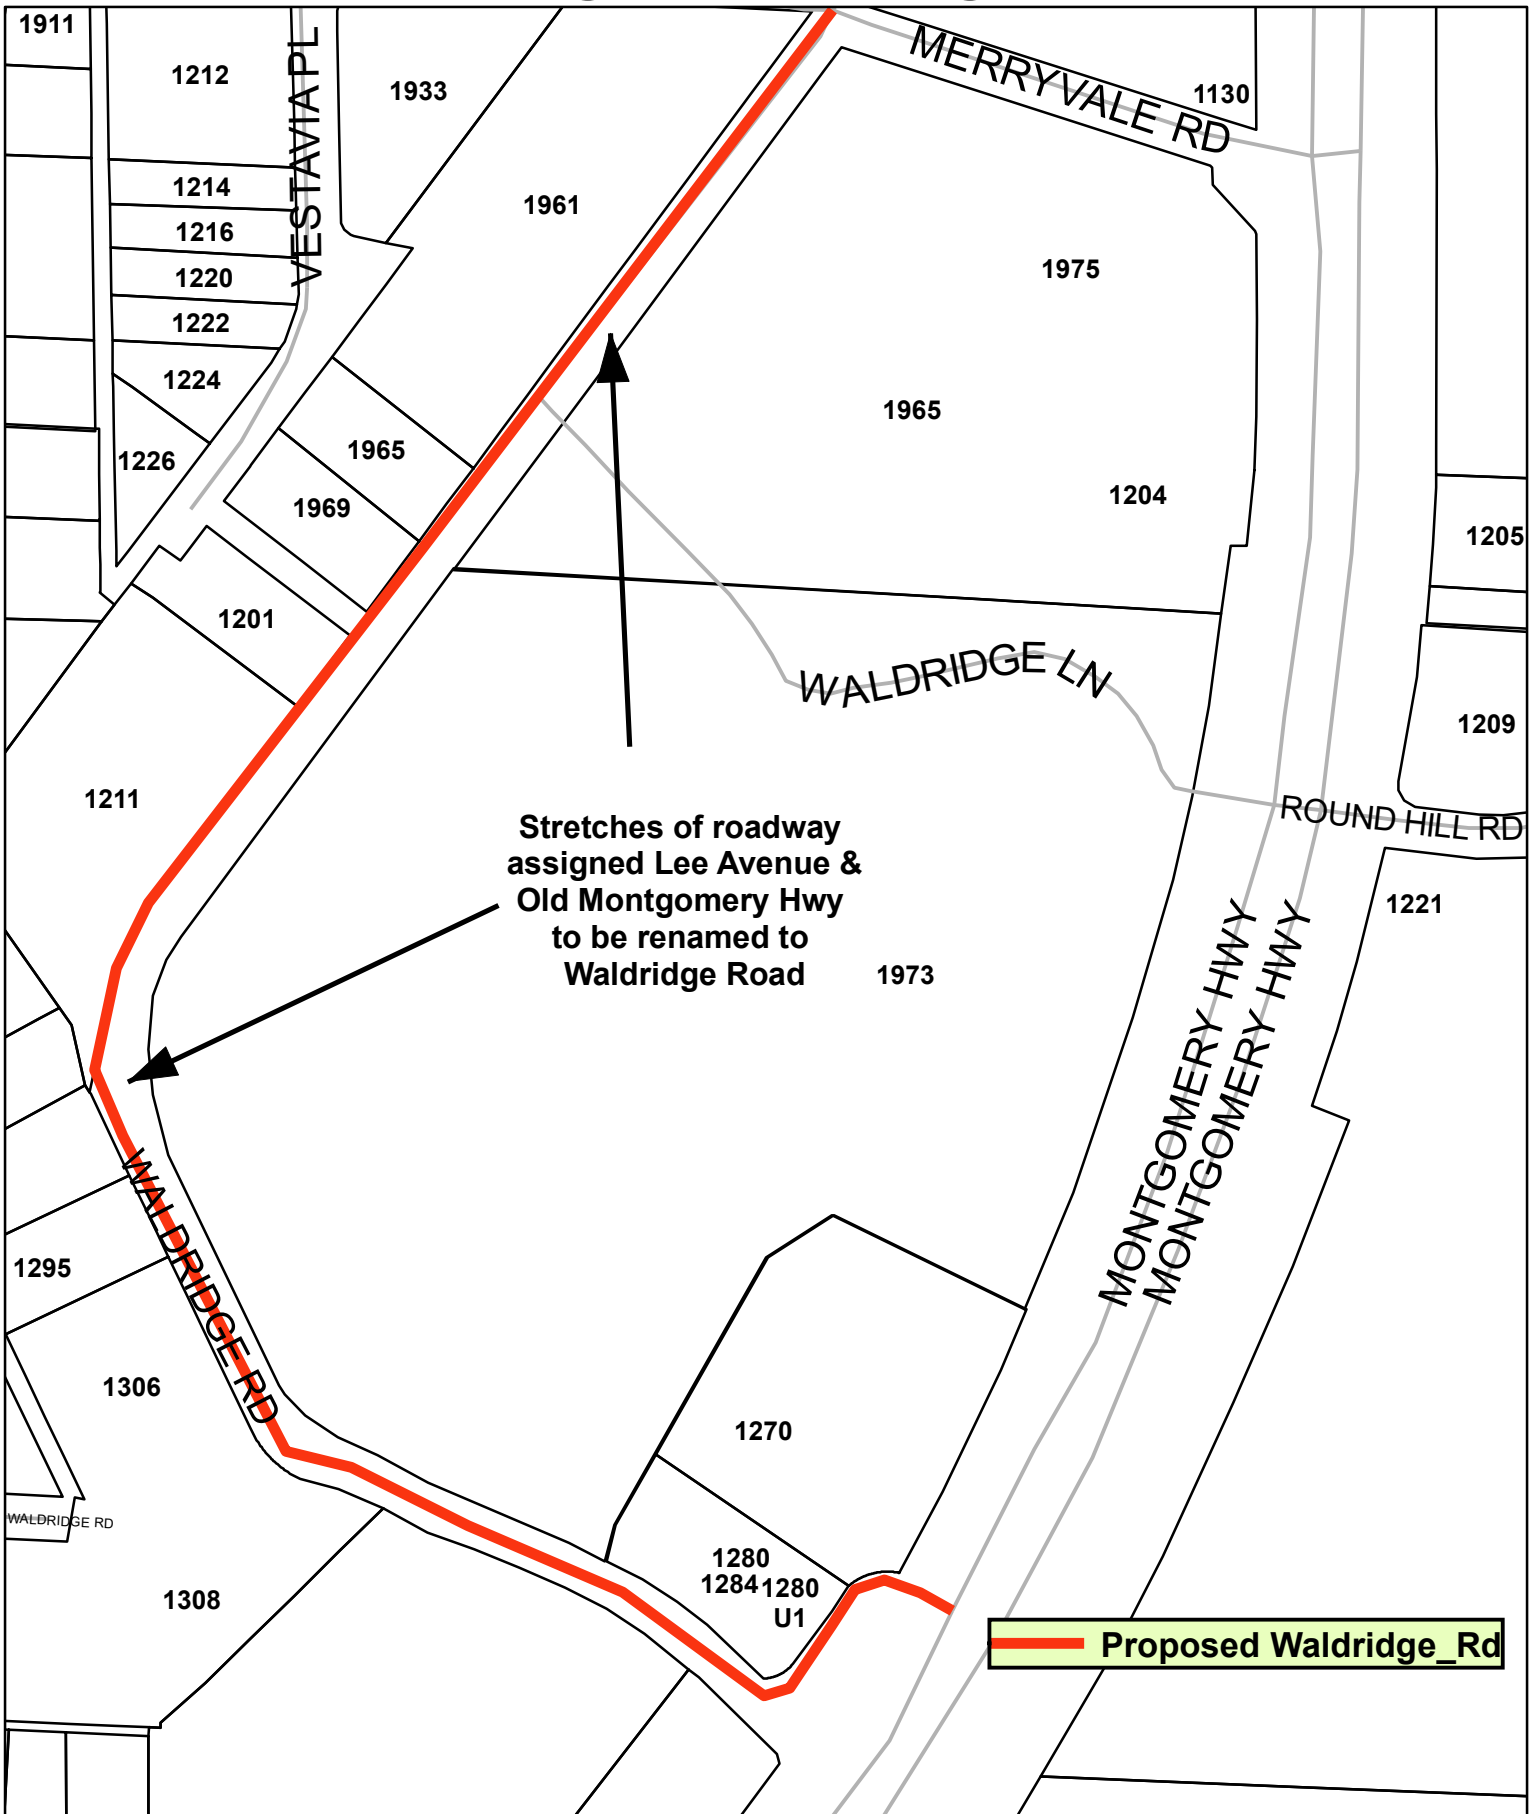 1911
1212
VESTAVIA PL
1933
MERRYVALE RD
1130
1214
1961
1216
1220
1975
1222
1224
1965
1965
1226
1204
1969
1205
1201
WALDRIDGE LN
1209
1211
ROUND HILL RD
Stretches of roadway
assigned Lee Avenue &
Old Montgomery Hwy
to be renamed to
Waldridge Road
1973
1221
MONTGOMERY HWY
MONTGOMERY HWY
WALDRIDGE RD
1295
1306
1270
WALDRIDGE RD
1280
1284
1280
U1
1308
Proposed Waldridge_Rd